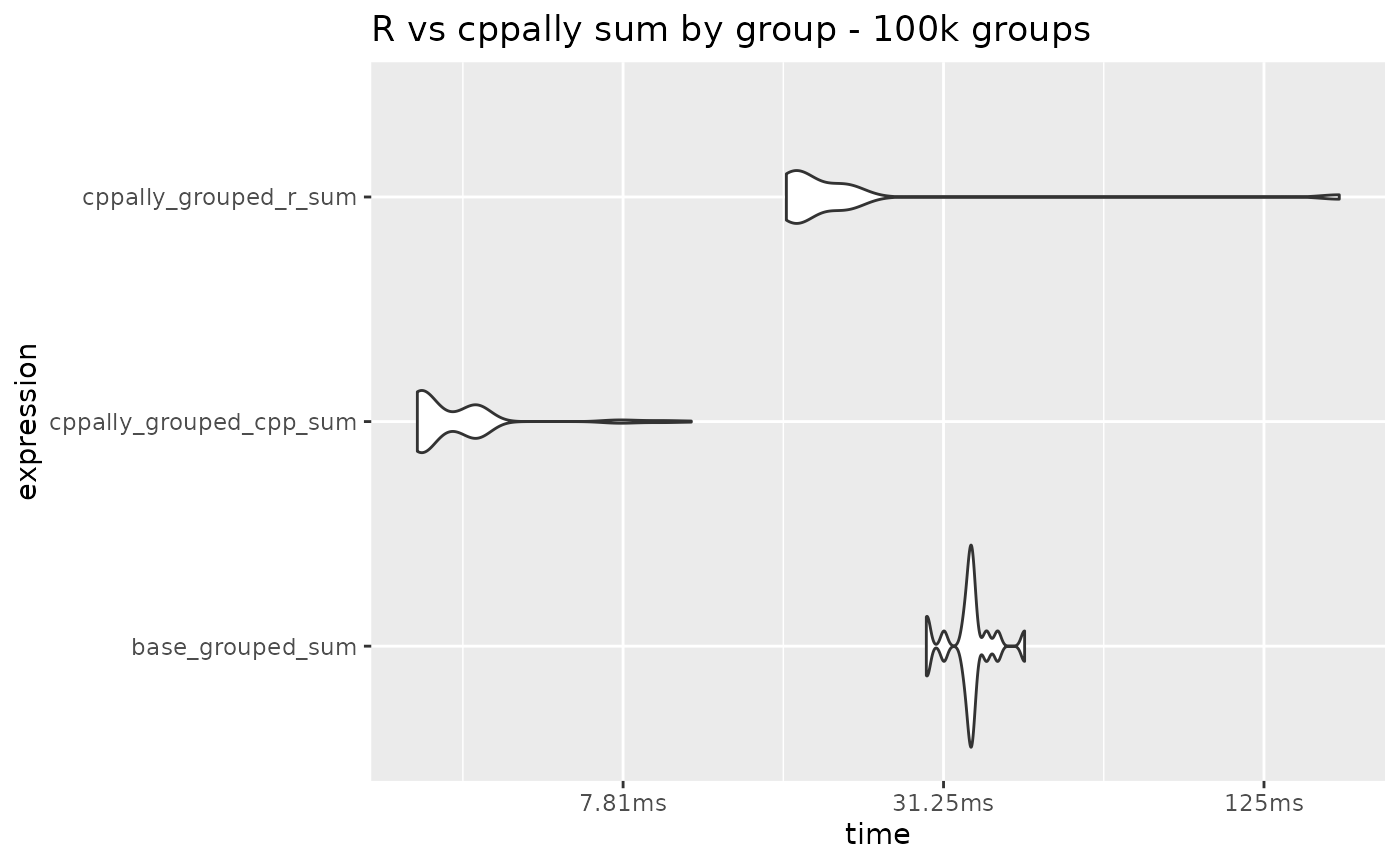 R vs cppally sum by group - 100k groups
expression
cppally_grouped_r_sum
cppally_grouped_cpp_sum
base_grouped_sum
7.81ms 31.25ms 125ms
time